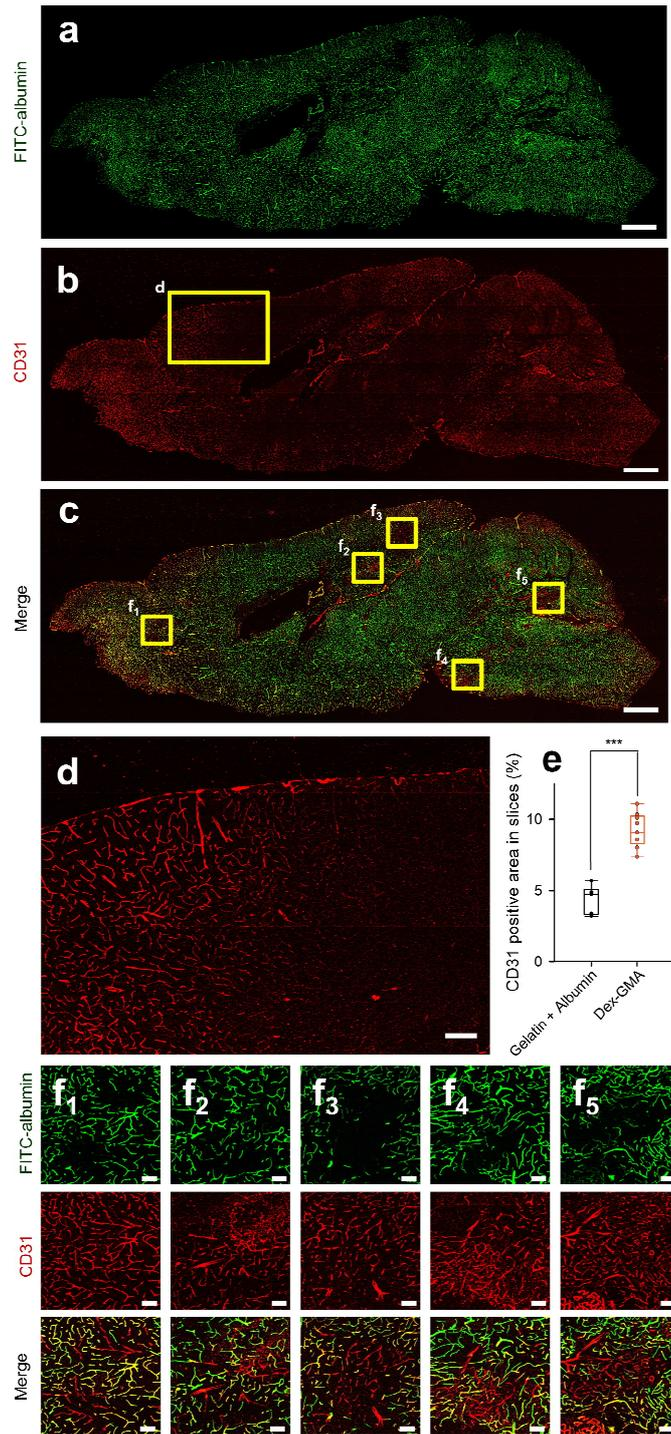 a
FITC-albumin
b
d
CD31
c
f1
f2
f3
f4
f5
Merge
d
e
***
CD31 positive area in slices (%)
10
5
0
Gelatin + Albumin
Dex-GMA
f1
f2
f3
f4
f5
FITC-albumin
CD31
Merge